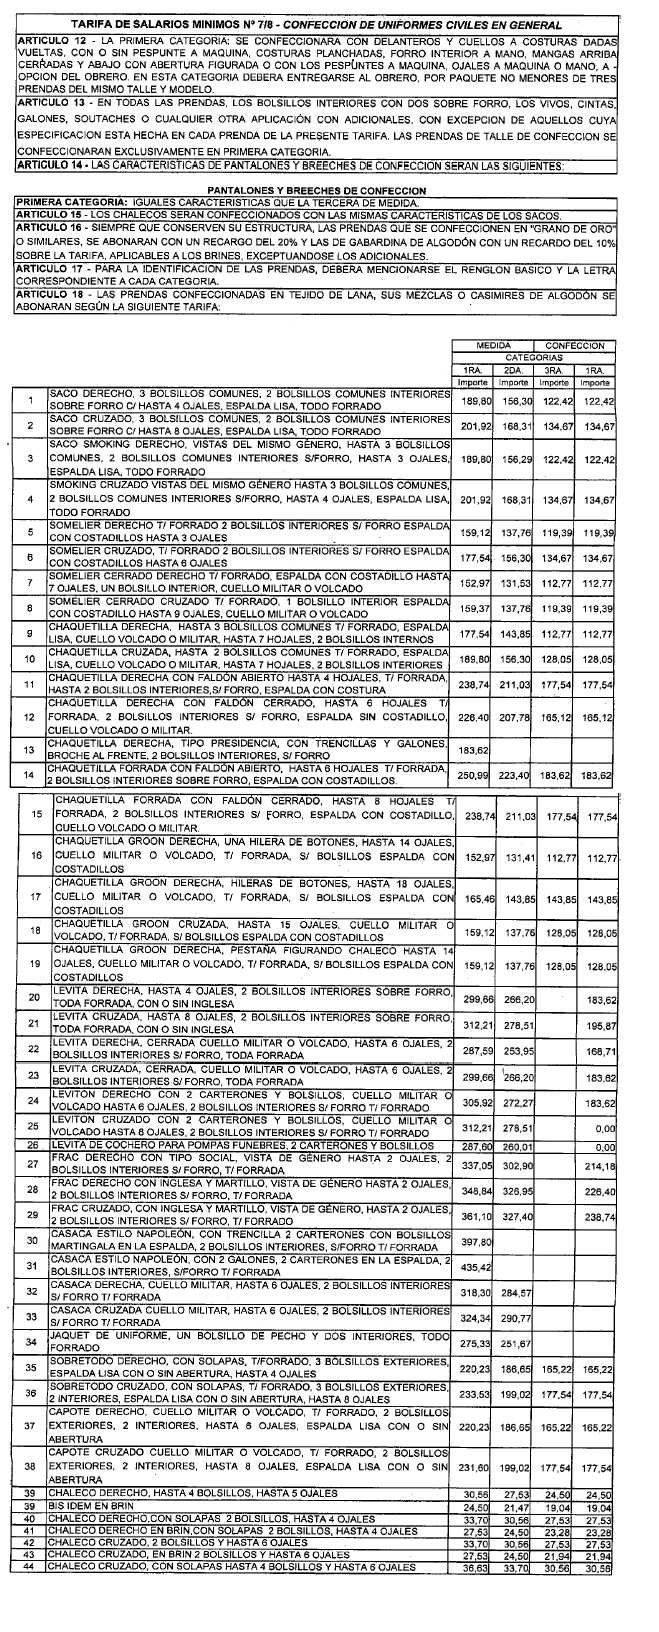 TARIFA DE SALARIOS MINIMOS Nº 7/8 - CONFECCION DE UNIFORMES CIVILES EN GENERAL
ARTICULO 12 - LA PRIMERA CATEGORIA: SE CONFECCIONARA CON DELANTEROS Y CUELLOS A COSTURAS DADAS
VUELTAS, CON O SIN PESPUNTE A MAQUINA, COSTURAS PLANCHADAS, FORRO INTERIOR A MANO, MANGAS ARRIBA
CERRADAS Y ABAJO CON ABERTURA FIGURADA O CON LOS PESPUNTES A MAQUINA, OJALES A MAQUINA O MANO, A -
OPCION DEL OBRERO. EN ESTA CATEGORIA DEBERA ENTREGARSE AL OBRERO, POR PAQUETE NO MENORES DE TRES
PRENDAS DEL MISMO TALLE Y MODELO.
ARTICULO 13 - EN TODAS LAS PRENDAS, LOS BOLSILLOS INTERIORES CON DOS SOBRE FORRO, LOS VIVOS, CINTAS,
GALONES, SOUTACHES O CUALQUIER OTRA APLICACIÓN CON ADICIONALES, CON EXCEPCION DE AQUELLOS CUYA
ESPECIFICACION ESTA HECHA EN CADA PRENDA DE LA PRESENTE TARIFA. LAS PRENDAS DE TALLE DE CONFECCION SE
CONFECCIONARAN EXCLUSIVAMENTE EN PRIMERA CATEGORIA.
ARTICULO 14 - LAS CARACTERISTICAS DE PANTALONES Y BREECHES DE CONFECCION SERAN LAS SIGUIENTES:
PANTALONES Y BREECHES DE CONFECCION
PRIMERA CATEGORIA: IGUALES CARACTERISTICAS QUE LA TERCERA DE MEDIDA.
ARTICULO 15 - LOS CHALECOS SERAN CONFECCIONADOS CON LAS MISMAS CARACTERISTICAS DE LOS SACOS.
ARTICULO 16 - SIEMPRE QUE CONSERVEN SU ESTRUCTURA, LAS PRENDAS QUE SE CONFECCIONEN EN "GRANO DE ORO"
O SIMILARES, SE ABONARAN CON UN RECARGO DEL 20% Y LAS DE GABARDINA DE ALGODÓN CON UN RECARDO DEL 10%
SOBRE LA TARIFA, APLICABLES A LOS BRINES, EXCEPTUANDOSE LOS ADICIONALES.
ARTICULO 17 - PARA LA IDENTIFICACION DE LAS PRENDAS, DEBERA MENCIONARSE EL RENGLON BASICO Y LA LETRA
CORRESPONDIENTE A CADA CATEGORIA.
ARTICULO 18 - LAS PRENDAS CONFECCIONADAS EN TEJIDO DE LANA, SUS MEZCLAS O CASIMIRES DE ALGODÓN SE
ABONARAN SEGÚN LA SIGUIENTE TARIFA:
MEDIDA CONFECCION
CATEGORIAS
1RA. 2DA. 3RA. 1RA.
Importe Importe Importe Importe
1 SACO DERECHO, 3 BOLSILLOS COMUNES, 2 BOLSILLOS COMUNES INTERIORES
SOBRE FORRO C/ HASTA 4 OJALES, ESPALDA LISA, TODO FORRADO 189,80 156,30 122,42 122,42
2 SACO CRUZADO, 3 BOLSILLOS COMUNES, 2 BOLSILLOS COMUNES INTERIORES
SOBRE FORRO C/ HASTA 8 OJALES, ESPALDA LISA, TODO FORRADO 201,92 168,31 134,67 134,67
3 SACO SMOKING DERECHO, VISTAS DEL MISMO GÉNERO, HASTA 3 BOLSILLOS
COMUNES, 2 BOLSILLOS COMUNES INTERIORES S/FORRO, HASTA 3 OJALES,
ESPALDA LISA, TODO FORRADO 189,80 156,29 122,42 122,42
4 SMOKING CRUZADO VISTAS DEL MISMO GÉNERO HASTA 3 BOLSILLOS COMUNES,
2 BOLSILLOS COMUNES INTERIORES S/FORRO, HASTA 4 OJALES, ESPALDA LISA,
TODO FORRADO 201,92 168,31 134,67 134,67
5 SOMELIER DERECHO T/ FORRADO 2 BOLSILLOS INTERIORES S/ FORRO ESPALDA
CON COSTADILLOS HASTA 3 OJALES 159,12 137,76 119,39 119,39
6 SOMELIER CRUZADO, T/ FORRADO 2 BOLSILLOS INTERIORES S/ FORRO ESPALDA
CON COSTADILLOS HASTA 6 OJALES 177,54 156,30 134,67 134,67
7 SOMELIER CERRADO DERECHO T/ FORRADO, ESPALDA CON COSTADILLO HASTA
7 OJALES, UN BOLSILLO INTERIOR, CUELLO MILITAR O VOLCADO 152,97 131,53 112,77 112,77
8 SOMELIER CERRADO CRUZADO T/ FORRADO, 1 BOLSILLO INTERIOR ESPALDA
CON COSTADILLO HASTA 9 OJALES, CUELLO MILITAR O VOLCADO 159,37 137,76 119,39 119,39
9 CHAQUETILLA DERECHA, HASTA 3 BOLSILLOS COMUNES T/ FORRADO, ESPALDA
LISA, CUELLO VOLCADO O MILITAR, HASTA 7 HOJALES, 2 BOLSILLOS INTERNOS 177,54 143,85 112,77 112,77
10 CHAQUETILLA CRUZADA, HASTA 2 BOLSILLOS COMUNES T/ FORRADO, ESPALDA
LISA, CUELLO VOLCADO O MILITAR, HASTA 7 HOJALES, 2 BOLSILLOS INTERIORES 189,80 156,30 128,05 128,05
11 CHAQUETILLA DERECHA CON FALDÓN ABIERTO HASTA 4 HOJALES, T/ FORRADA,
HASTA 2 BOLSILLOS INTERIORES,S/ FORRO, ESPALDA CON COSTURA 238,74 211,03 177,54 177,54
12 CHAQUETILLA DERECHA CON FALDÓN CERRADO, HASTA 6 HOJALES T/
FORRADA, 2 BOLSILLOS INTERIORES S/ FORRO, ESPALDA SIN COSTADILLO,
CUELLO VOLCADO O MILITAR. 226,40 207,78 165,12 165,12
13 CHAQUETILLA DERECHA, TIPO PRESIDENCIA, CON TRENCILLAS Y GALONES,
BROCHE AL FRENTE, 2 BOLSILLOS INTERIORES, S/ FORRO 183,62
14 CHAQUETILLA FORRADA CON FALDÓN ABIERTO, HASTA 6 HOJALES T/ FORRADA,
2 BOLSILLOS INTERIORES SOBRE FORRO, ESPALDA CON COSTADILLOS. 250,99 223,40 183,62 183,62
15 CHAQUETILLA FORRADA CON FALDÓN CERRADO, HASTA 8 HOJALES T/
FORRADA, 2 BOLSILLOS INTERIORES S/ FORRO, ESPALDA CON COSTADILLO,
CUELLO VOLCADO O MILITAR. 238,74 211,03 177,54 177,54
16 CHAQUETILLA GROON DERECHA, UNA HILERA DE BOTONES, HASTA 14 OJALES,
CUELLO MILITAR O VOLCADO, T/ FORRADA, S/ BOLSILLOS ESPALDA CON
COSTADILLOS 152,97 131,41 112,77 112,77
17 CHAQUETILLA GROON DERECHA, HILERAS DE BOTONES, HASTA 18 OJALES,
CUELLO MILITAR O VOLCADO, T/ FORRADA, S/ BOLSILLOS ESPALDA CON
COSTADILLOS 165,46 143,85 143,85 143,85
18 CHAQUETILLA GROON CRUZADA, HASTA 15 OJALES, CUELLO MILITAR O
VOLCADO, T/ FORRADA, S/ BOLSILLOS ESPALDA CON COSTADILLOS 159,12 137,76 128,05 128,05
19 CHAQUETILLA GROON DERECHA, PESTAÑA FIGURANDO CHALECO HASTA 14
OJALES, CUELLO MILITAR O VOLCADO, T/ FORRADA, S/ BOLSILLOS ESPALDA CON
COSTADILLOS 159,12 137,76 128,05 128,05
20 LEVITA DERECHA, HASTA 4 OJALES, 2 BOLSILLOS INTERIORES SOBRE FORRO,
TODA FORRADA, CON O SIN INGLESA 299,66 266,20 183,62
21 LEVITA CRUZADA, HASTA 8 OJALES, 2 BOLSILLOS INTERIORES SOBRE FORRO,
TODA FORRADA, CON O SIN INGLESA 312,21 278,51 195,87
22 LEVITA DERECHA, CERRADA CUELLO MILITAR O VOLCADO, HASTA 6 OJALES, 2
BOLSILLOS INTERIORES S/ FORRO, TODA FORRADA 287,59 253,95 168,71
23 LEVITA CRUZADA, CERRADA, CUELLO MILITAR O VOLCADO, HASTA 6 OJALES, 2
BOLSILLOS INTERIORES S/ FORRO, TODA FORRADA 299,66 266,20 183,62
24 LEVITON DERECHO CON 2 CARTERONES Y BOLSILLOS, CUELLO MILITAR O
VOLCADO HASTA 6 OJALES, 2 BOLSILLOS INTERIORES S/ FORRO T/ FORRADO 305,92 272,27 183,62
25 LEVITON CRUZADO CON 2 CARTERONES Y BOLSILLOS, CUELLO MILITAR O
VOLCADO HASTA 8 OJALES, 2 BOLSILLOS INTERIORES S/ FORRO T/ FORRADO 312,21 278,51 0,00
26 LEVITA DE COCHERO PARA POMPAS FUNEBRES, 2 CARTERONES Y BOLSILLOS 287,60 260,01 0,00
27 FRAC DERECHO CON TIPO SOCIAL, VISTA DE GÉNERO HASTA 2 OJALES, 2
BOLSILLOS INTERIORES S/ FORRO, T/ FORRADA 337,05 302,90 214,18
28 FRAC DERECHO CON INGLESA Y MARTILLO, VISTA DE GÉNERO HASTA 2 OJALES,
2 BOLSILLOS INTERIORES S/ FORRO, T/ FORRADA 348,84 326,95 226,40
29 FRAC CRUZADO, CON INGLESA Y MARTILLO, VISTA DE GÉNERO, HASTA 2 OJALES,
2 BOLSILLOS INTERIORES S/ FORRO, T/ FORRADO 361,10 327,40 238,74
30 CASACA ESTILO NAPOLEÓN, CON TRENCILLA 2 CARTERONES CON BOLSILLOS
MARTINGALA EN LA ESPALDA, 2 BOLSILLOS INTERIORES, S/FORRO T/ FORRADA 397,80
31 CASACA ESTILO NAPOLEÓN, CON 2 GALONES, 2 CARTERONES EN LA ESPALDA, 2
BOLSILLOS INTERIORES, S/FORRO T/ FORRADA 435,42
32 CASACA DERECHA, CUELLO MILITAR, HASTA 6 OJALES, 2 BOLSILLOS INTERIORES
S/ FORRO T/ FORRADA 318,30 284,57
33 CASACA CRUZADA CUELLO MILITAR, HASTA 6 OJALES, 2 BOLSILLOS INTERIORES
S/ FORRO T/ FORRADA 324,34 290,77
34 JAQUET DE UNIFORME, UN BOLSILLO DE PECHO Y DOS INTERIORES, TODO
FORRADO 275,33 251,67
35 SOBRETODO DERECHO, CON SOLAPAS, T/FORRADO, 3 BOLSILLOS EXTERIORES,
ESPALDA LISA CON O SIN ABERTURA, HASTA 4 OJALES 220,23 186,65 165,22 165,22
36 SOBRETODO CRUZADO, CON SOLAPAS, T/ FORRADO, 3 BOLSILLOS EXTERIORES,
2 INTERIORES, ESPALDA LISA CON O SIN ABERTURA, HASTA 8 OJALES 233,53 199,02 177,54 177,54
37 CAPOTE DERECHO, CUELLO MILITAR O VOLCADO, T/ FORRADO, 2 BOLSILLOS
EXTERIORES, 2 INTERIORES, HASTA 6 OJALES, ESPALDA LISA CON O SIN
ABERTURA 220,23 186,65 165,22 165,22
38 CAPOTE CRUZADO CUELLO MILITAR O VOLCADO, T/ FORRADO, 2 BOLSILLOS
EXTERIORES, 2 INTERIORES, HASTA 8 OJALES, ESPALDA LISA CON O SIN
ABERTURA 231,60 199,02 177,54 177,54
39 CHALECO DERECHO, HASTA 4 BOLSILLOS, HASTA 5 OJALES 30,56 27,53 24,50 24,50
39 BIS IDEM EN BRIN 24,50 21,47 19,04 19,04
40 CHALECO DERECHO,CON SOLAPAS 2 BOLSILLOS, HASTA 4 OJALES 33,70 30,56 27,53 27,53
41 CHALECO DERECHO EN BRIN,CON SOLAPAS 2 BOLSILLOS, HASTA 4 OJALES 27,53 24,50 23,28 23,28
42 CHALECO CRUZADO, 2 BOLSILLOS Y HASTA 6 OJALES 33,70 30,56 27,53 27,53
43 CHALECO CRUZADO, EN BRIN 2 BOLSILLOS Y HASTA 6 OJALES 27,53 24,50 21,94 21,94
44 CHALECO CRUZADO, CON SOLAPAS HASTA 4 BOLSILLOS Y HASTA 6 OJALES 36,63 33,70 30,56 30,56